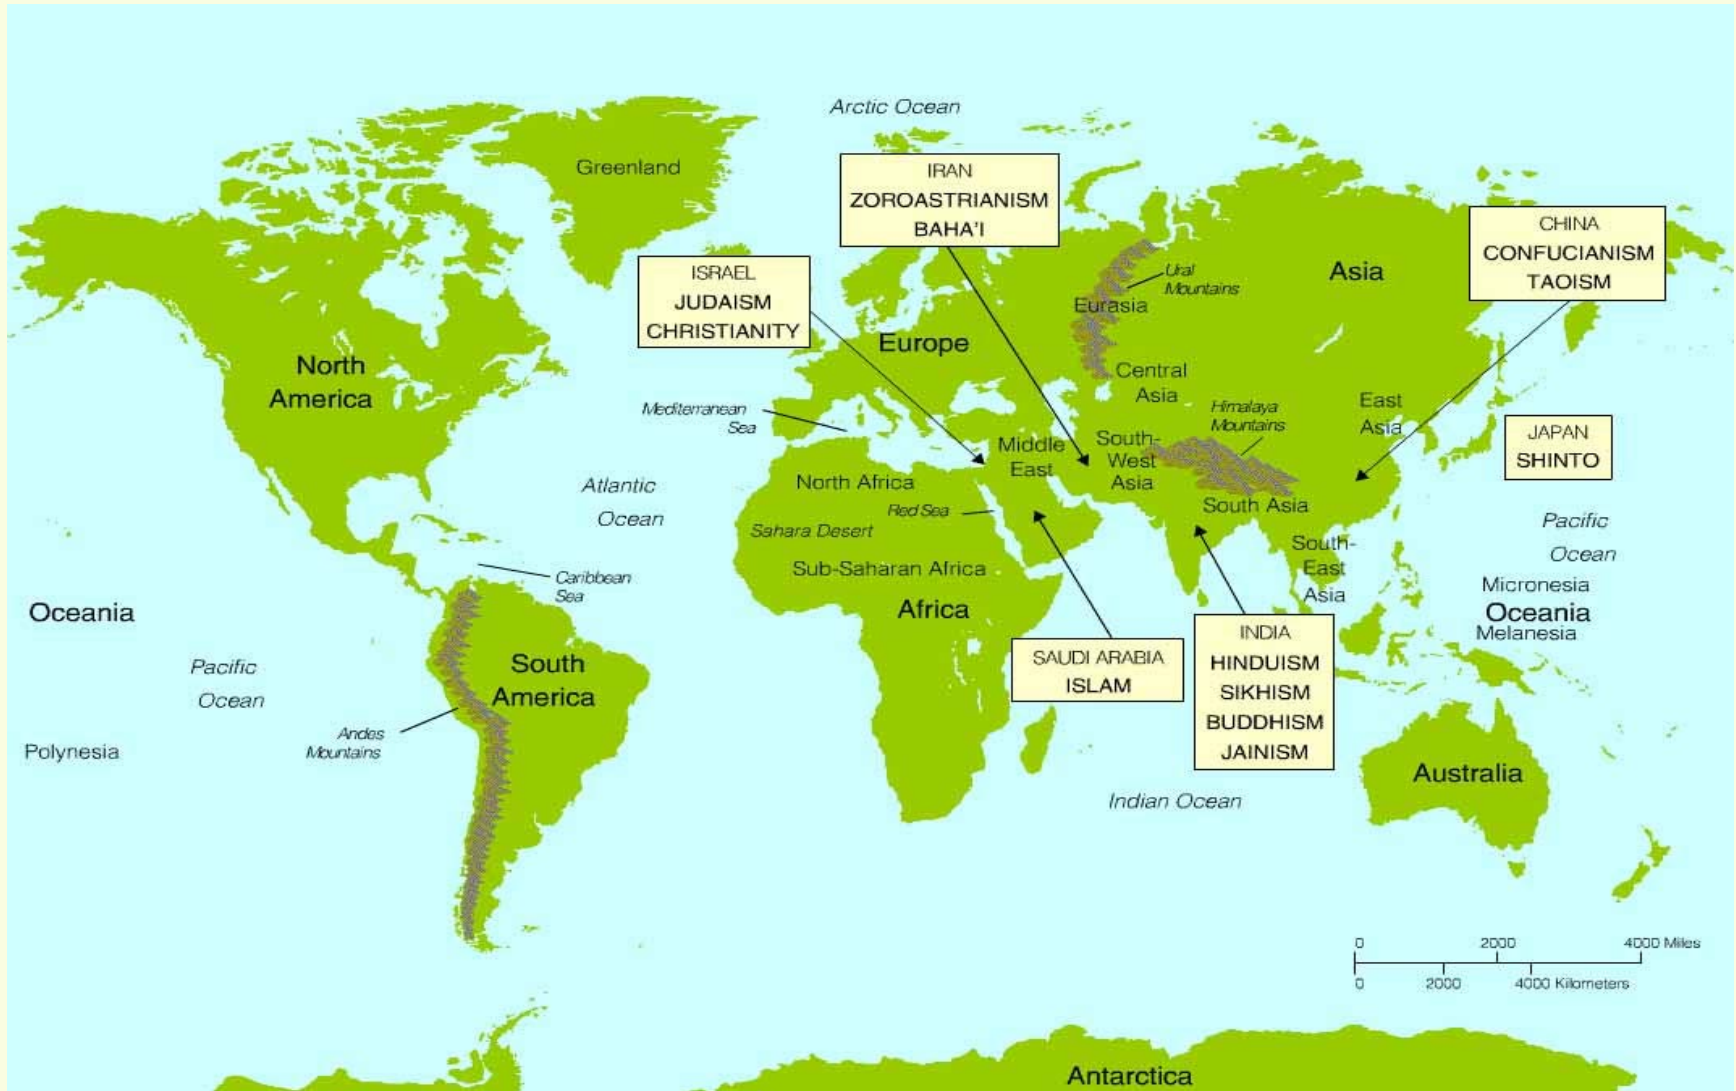 Arctic Ocean
Greenland
IRAN
ZOROASTRIANISM
BAHA'I
CHINA
CONFUCIANISM
TAOISM
ISRAEL
JUDAISM
CHRISTIANITY
Ural
Mountains
Asia
Eurasia
Europe
North
America
Central
Asia
Himalaya
Mountains
East
Asia
Mediterranean
Sea
Middle
East
South-
West
Asia
JAPAN
SHINTO
North Africa
Atlantic
Ocean
Red Sea
South Asia
Sahara Desert
Pacific
Ocean
South-
East
Asia
Sub-Saharan Africa
Caribbean
Sea
Micronesia
Oceania
Melanesia
Oceania
Africa
INDIA
HINDUISM
SIKHISM
BUDDHISM
JAINISM
SAUDI ARABIA
ISLAM
Pacific
Ocean
South
America
Andes
Mountains
Polynesia
Australia
Indian Ocean
0 2000 4000 Miles
0 2000 4000 Kilometers
Antarctica